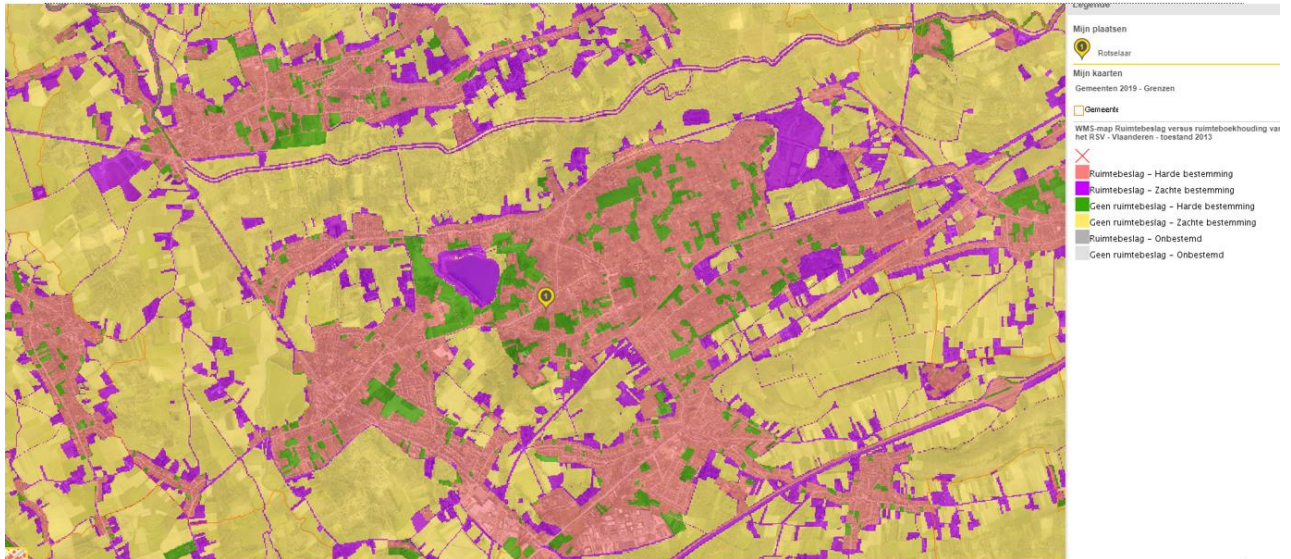 Legende
Mijn plaatsen
1
Rotselaar
Mijn kaarten
Gemeenten 2019 - Grenzen
Gemeente
WMS-map Ruimtebeslag versus ruimteboekhouding van
het RSV - Vlaanderen - toestand 2013
Ruimtebeslag – Harde bestemming
Ruimtebeslag – Zachte bestemming
Geen ruimtebeslag – Harde bestemming
Geen ruimtebeslag – Zachte bestemming
Ruimtebeslag – Onbestemd
Geen ruimtebeslag – Onbestemd
1